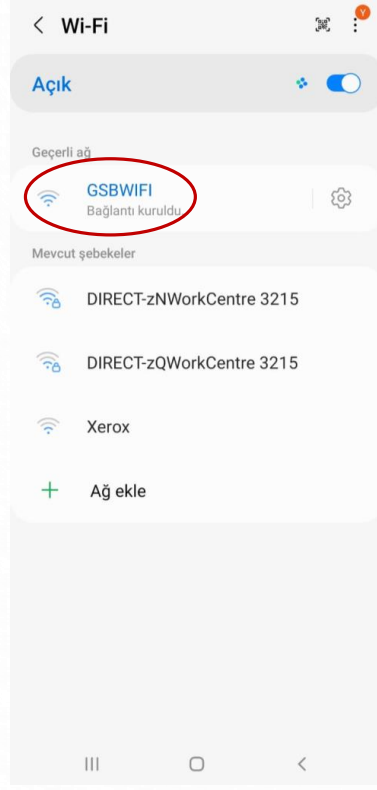 Wi-Fi
Y
Açık
Geçerli ağ
GSBWIFI
Bağlantı kuruldu
Mevcut şebekeler
DIRECT-zNWorkCentre 3215
DIRECT-zQWorkCentre 3215
Xerox
Ağ ekle